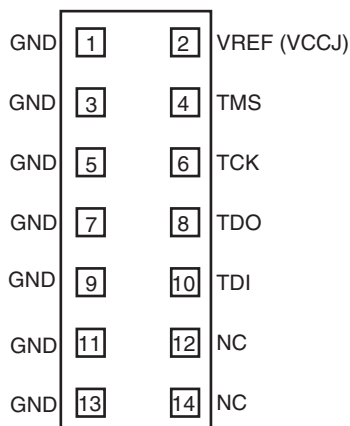 GND 1 2 VREF (VCCJ)
GND 3 4 TMS
GND 5 6 TCK
GND 7 8 TDO
GND 9 10 TDI
GND 11 12 NC
GND 13 14 NC